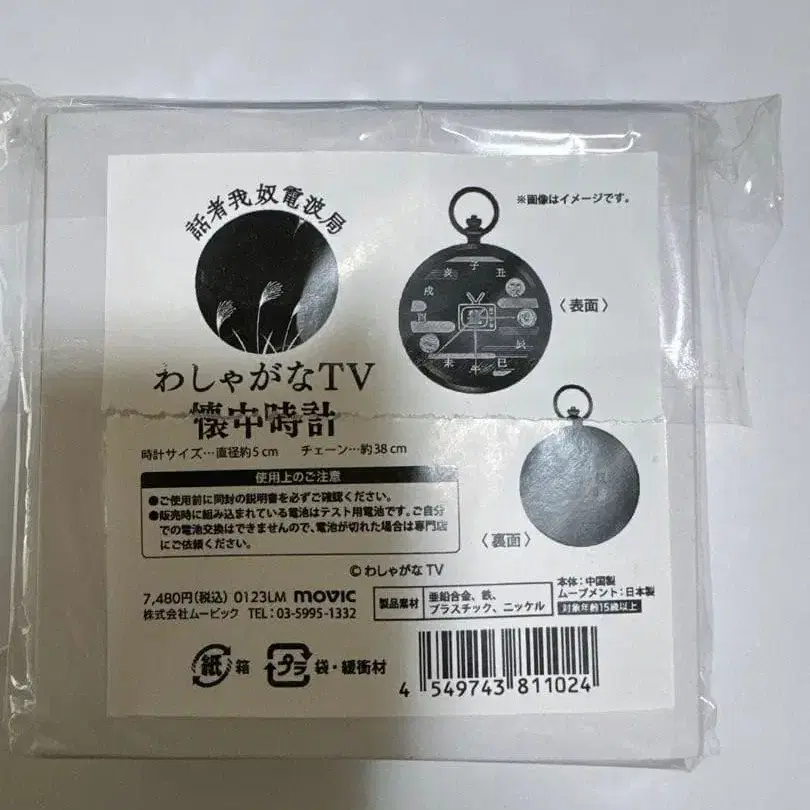 話者我奴電波局
わしゃがなTV
懐中時計
時計サイズ…直径約5cm チェーン…約38cm
使用上のご注意
●ご使用前に同封の説明書を必ずご確認ください。
●販売時に組み込まれている電池はテスト用電池です。ご自分
での電池交換はできませんので、電池が切れた場合は専門店
にご依頼ください。
©わしゃがなTV
※画像はイメージです。
子
丑
辰
巳
午
未
酉
戌
亥
〈表面〉
〈裏面〉
7,480円(税込) 0123LM movic
株式会社ムービック TEL:03-5995-1332
製品素材
亜鉛合金、鉄、
プラスチック、ニッケル
本体:中国製
ムーブメント:日本製
対象年齢15歳以上
紙 箱
プラ 袋・緩衝材
4 549743 811024